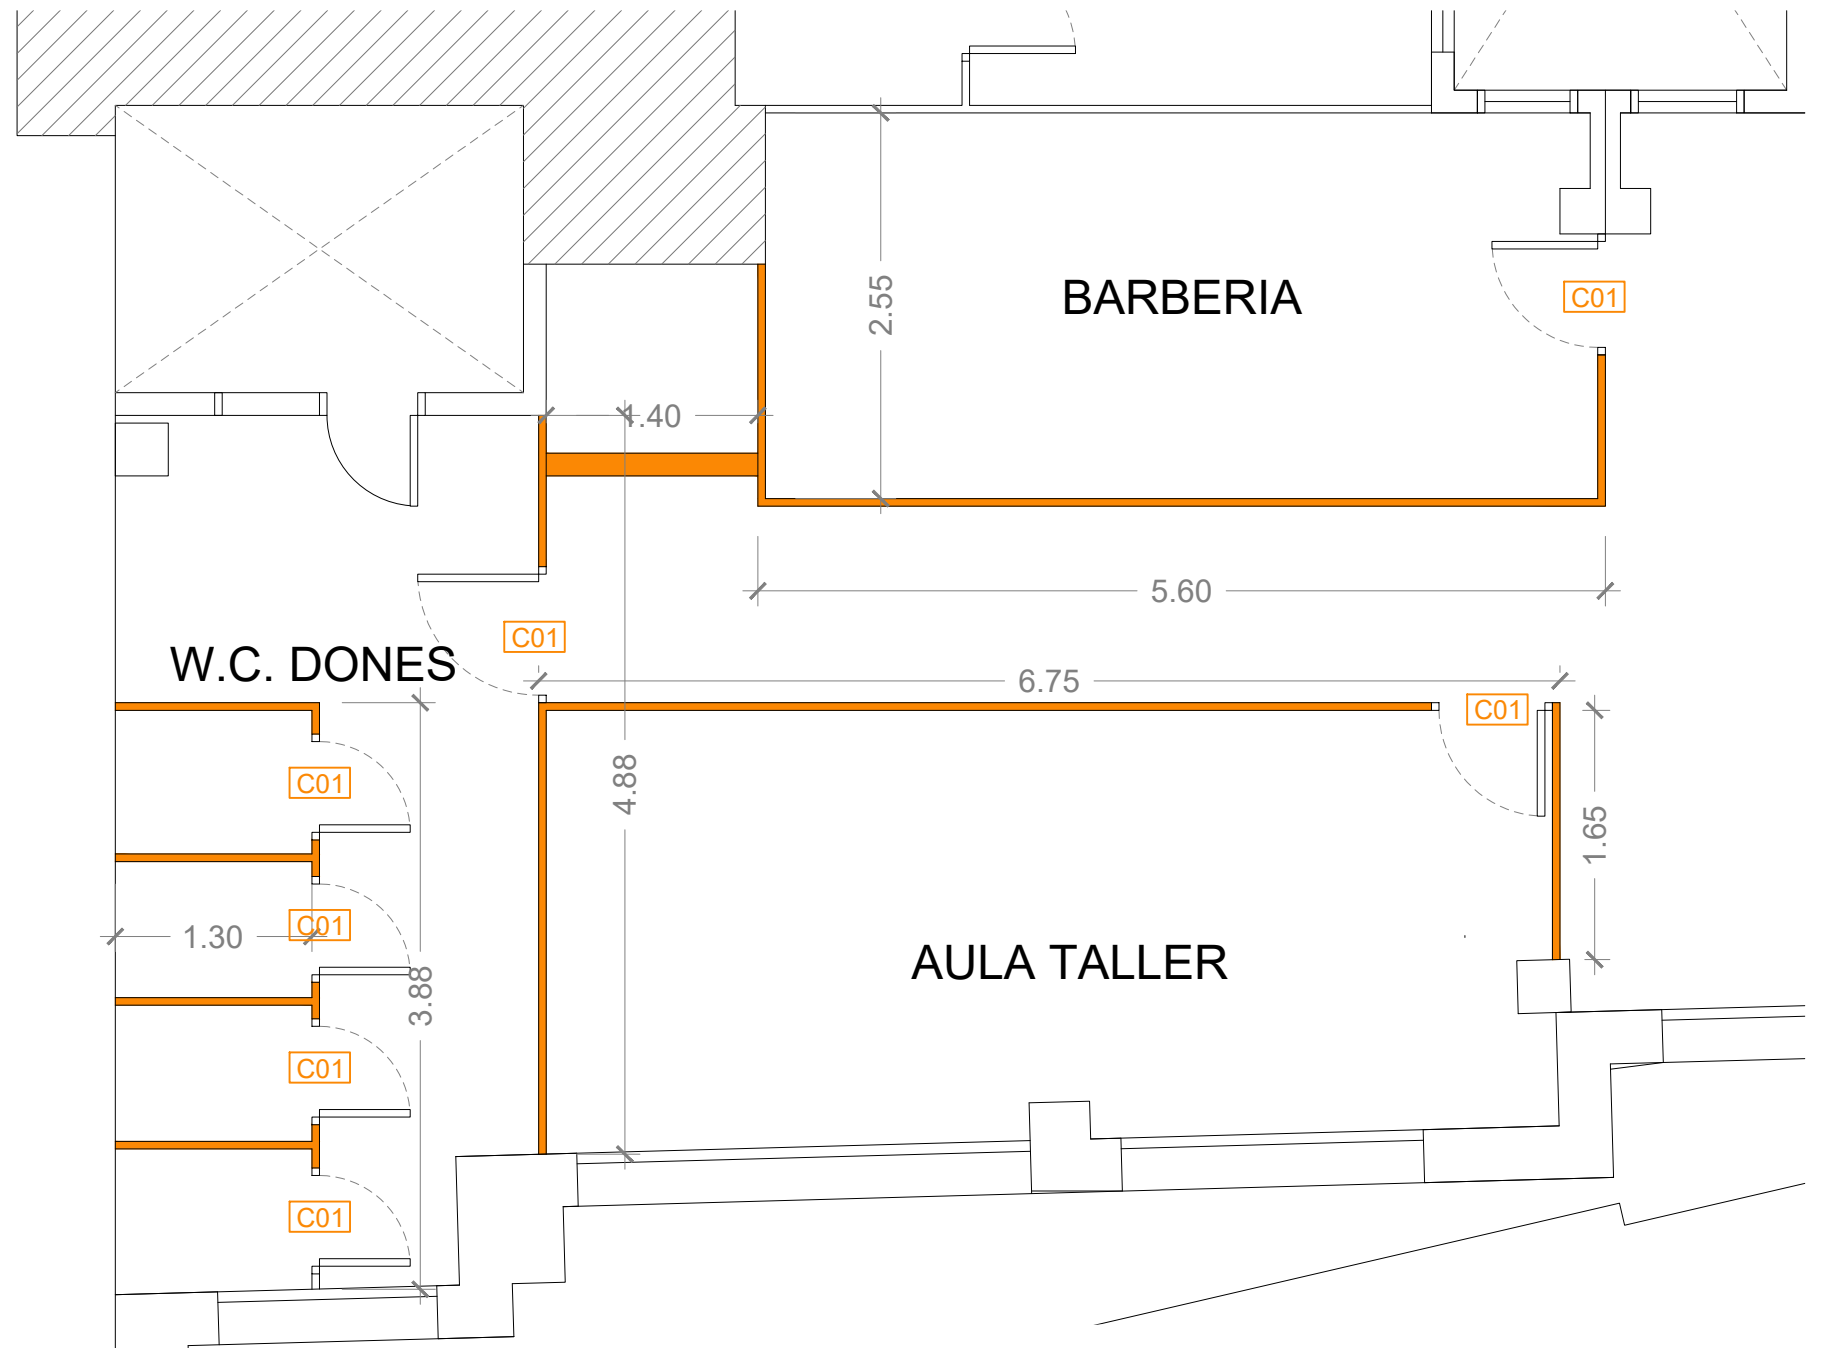 BARBERIA
2.55
C01
1.40
5.60
C01
W.C. DONES
6.75
C01
C01
4.88
1.65
C01
1.30
3.88
AULA TALLER
C01
C01